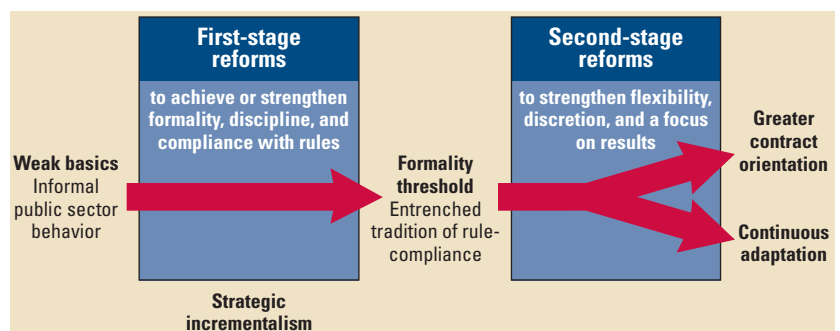 First-stage
reforms
to achieve or strengthen
formality, discipline, and
compliance with rules
Second-stage
reforms
to strengthen flexibility,
discretion, and a focus
on results
Weak basics
Informal
public sector
behavior
Formality
threshold
Entrenched
tradition of rule-
compliance
Greater
contract
orientation
Continuous
adaptation
Strategic
incrementalism